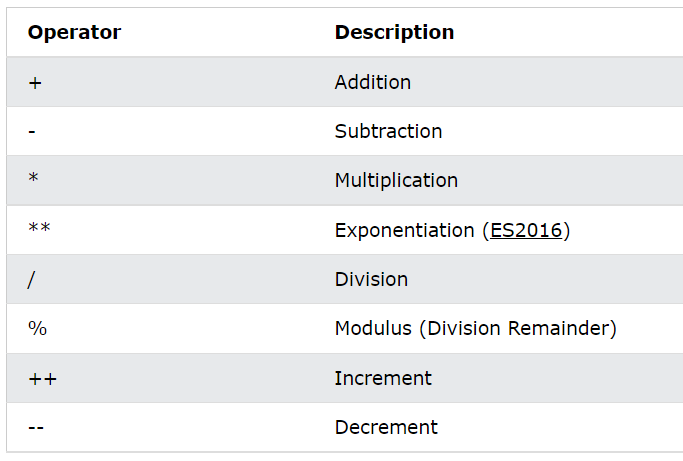 Operator Description
+ Addition
- Subtraction
* Multiplication
** Exponentiation (ES2016)
/ Division
% Modulus (Division Remainder)
++ Increment
-- Decrement